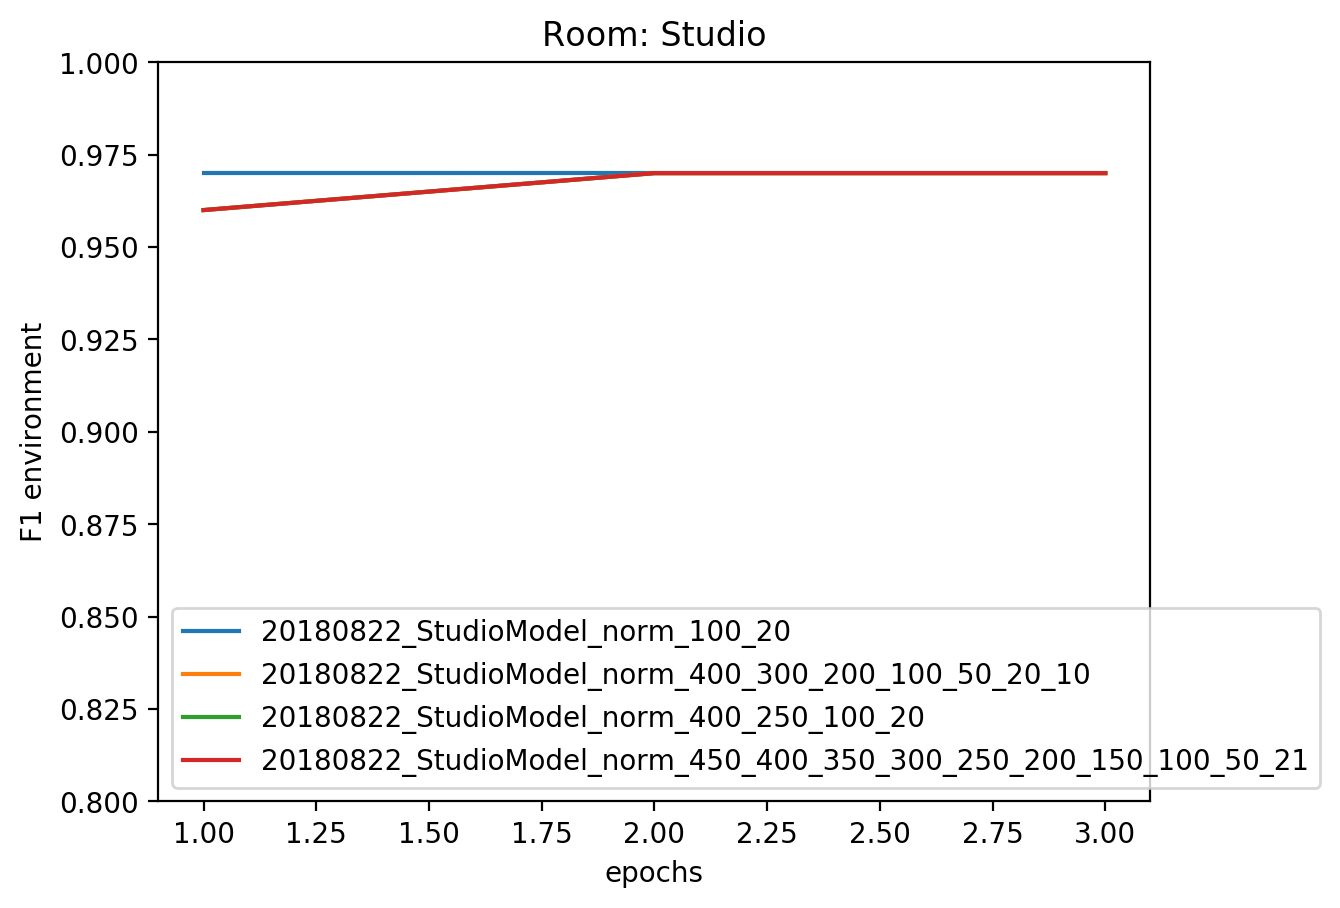 Room: Studio
1.000
0.975
0.950
0.925
0.900
0.875
0.850
0.825
0.800
F1 environment
20180822_StudioModel_norm_100_20
20180822_StudioModel_norm_400_300_200_100_50_20_10
20180822_StudioModel_norm_400_250_100_20
20180822_StudioModel_norm_450_400_350_300_250_200_150_100_50_21
1.00 1.25 1.50 1.75 2.00 2.25 2.50 2.75 3.00
epochs